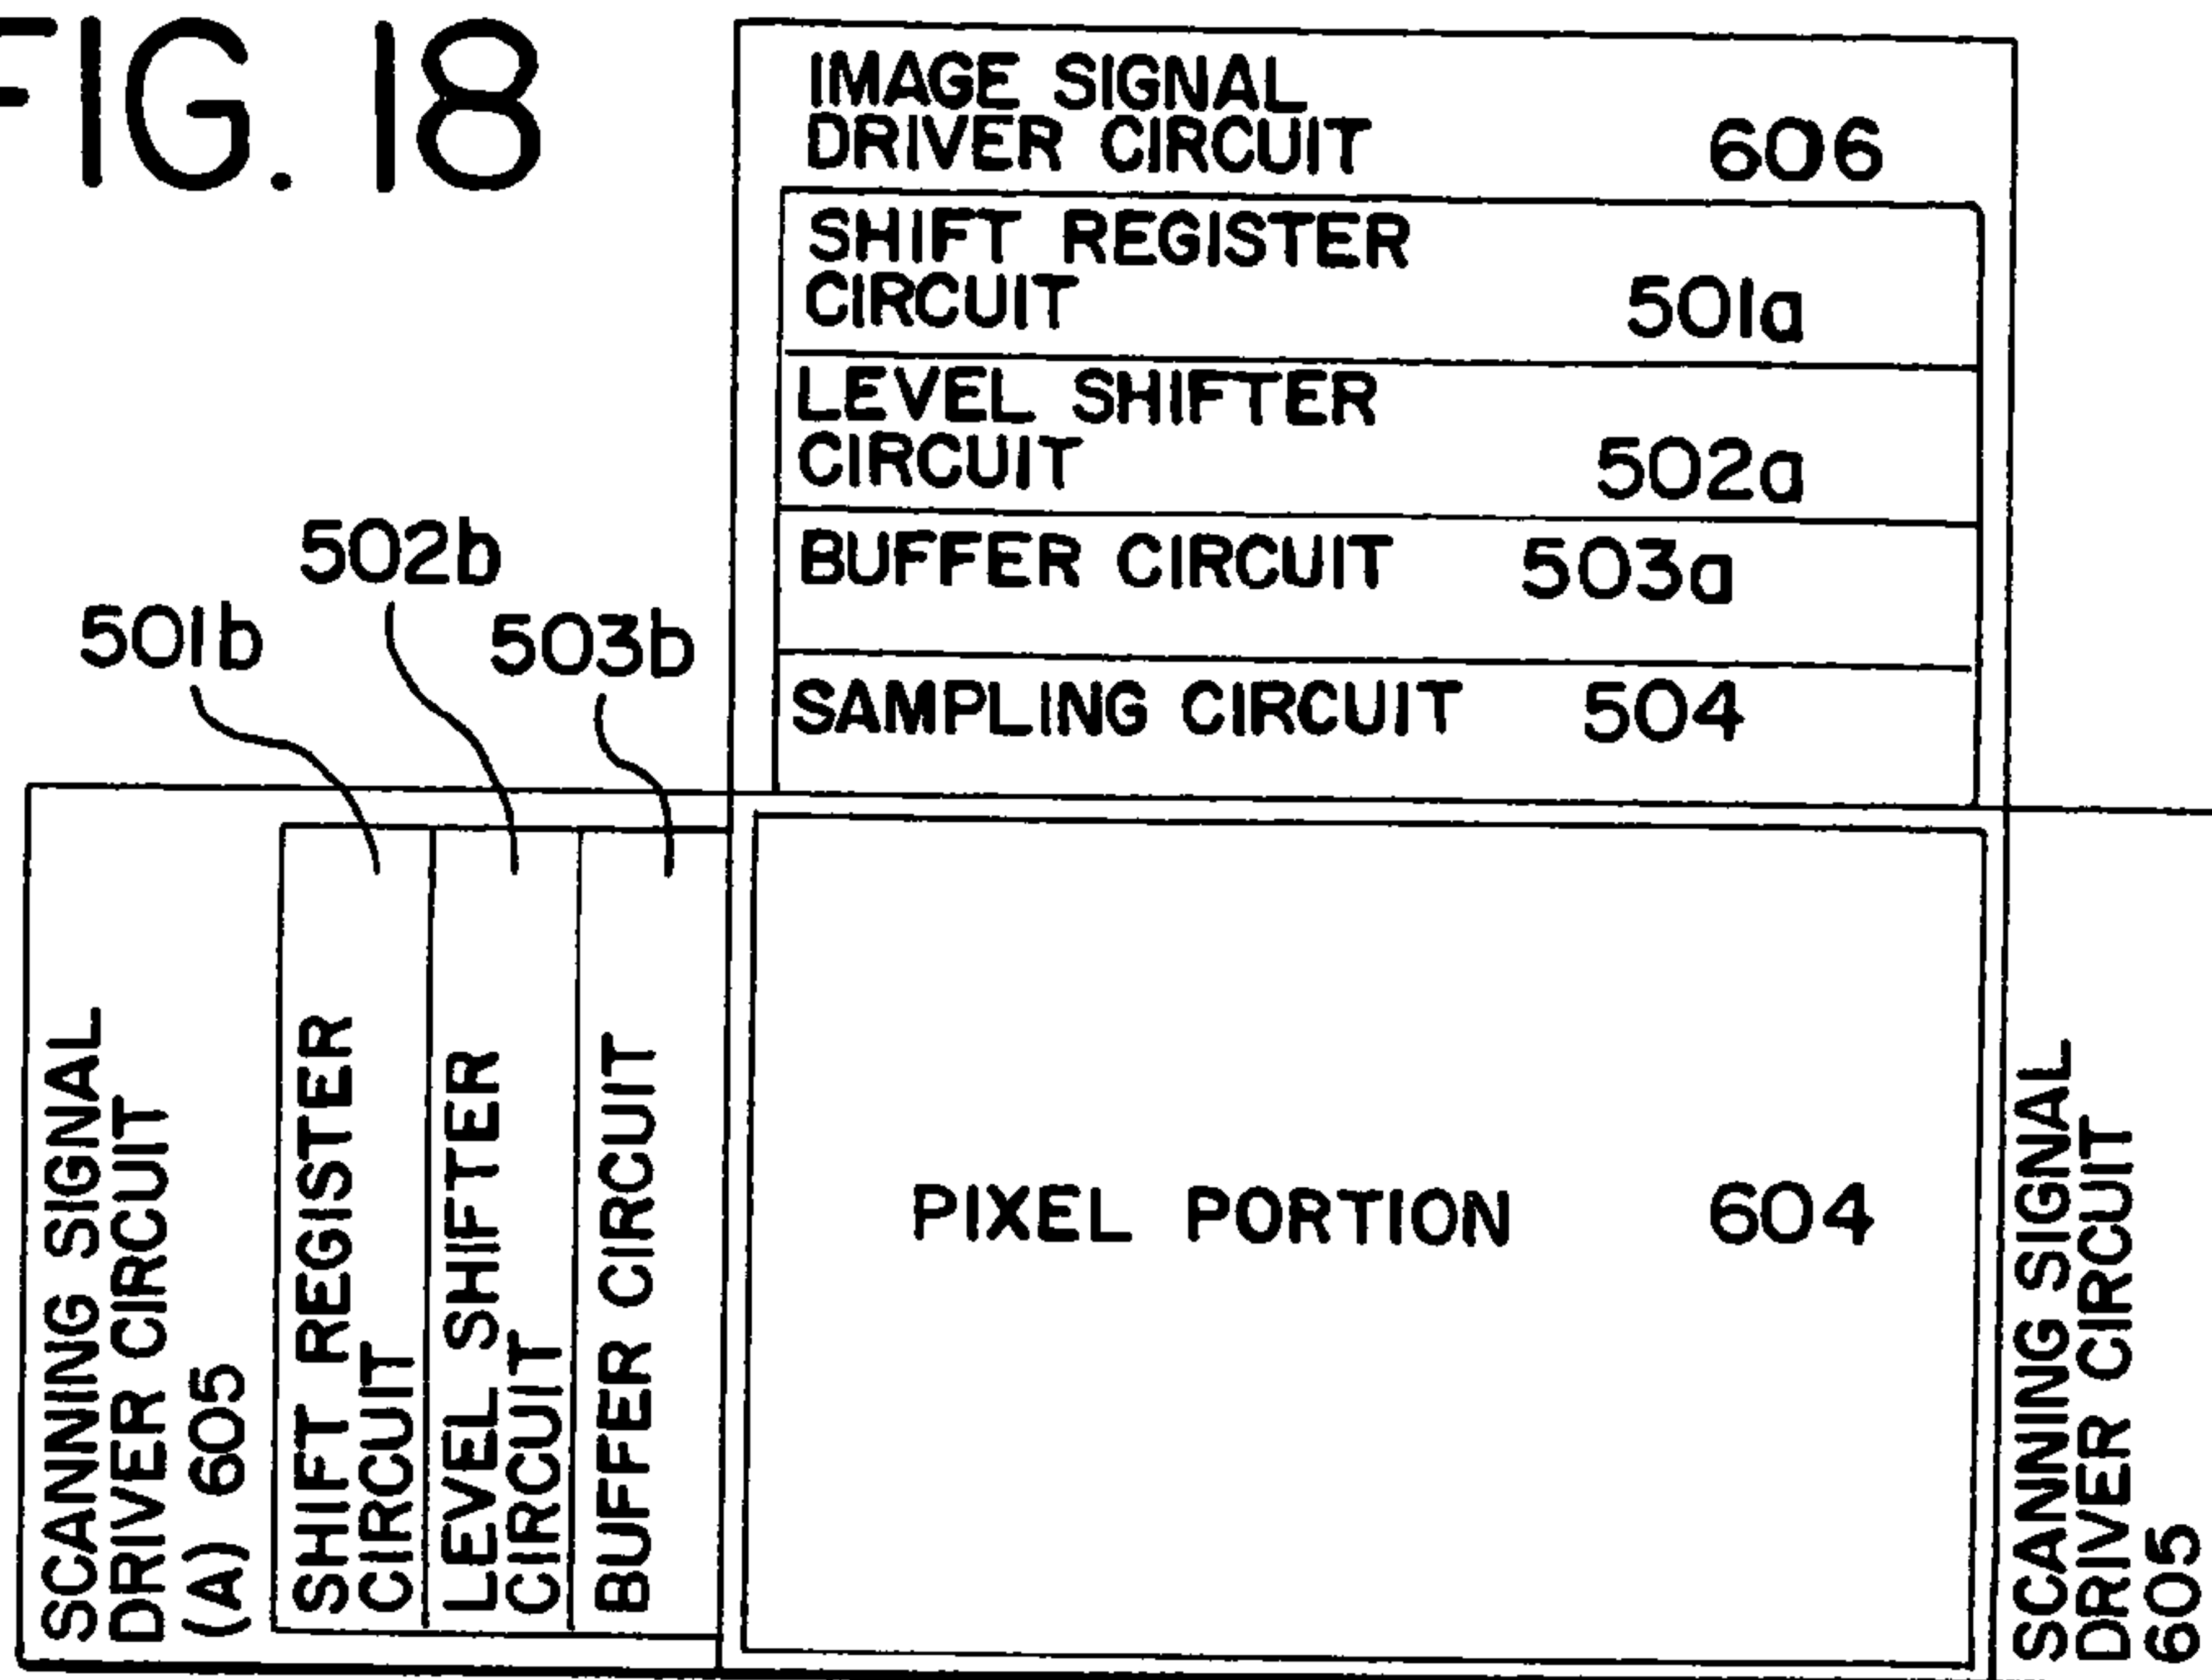 FIG. 18
IMAGE SIGNAL
DRIVER CIRCUIT 606
SHIFT REGISTER
CIRCUIT 501a
LEVEL SHIFTER
CIRCUIT 502a
BUFFER CIRCUIT 503a
SAMPLING CIRCUIT 504
502b
501b
503b
SCANNING SIGNAL
DRIVER CIRCUIT
(A) 605
SHIFT REGISTER
CIRCUIT
LEVEL SHIFTER
CIRCUIT
BUFFER CIRCUIT
PIXEL PORTION 604
SCANNING SIGNAL
DRIVER CIRCUIT
605